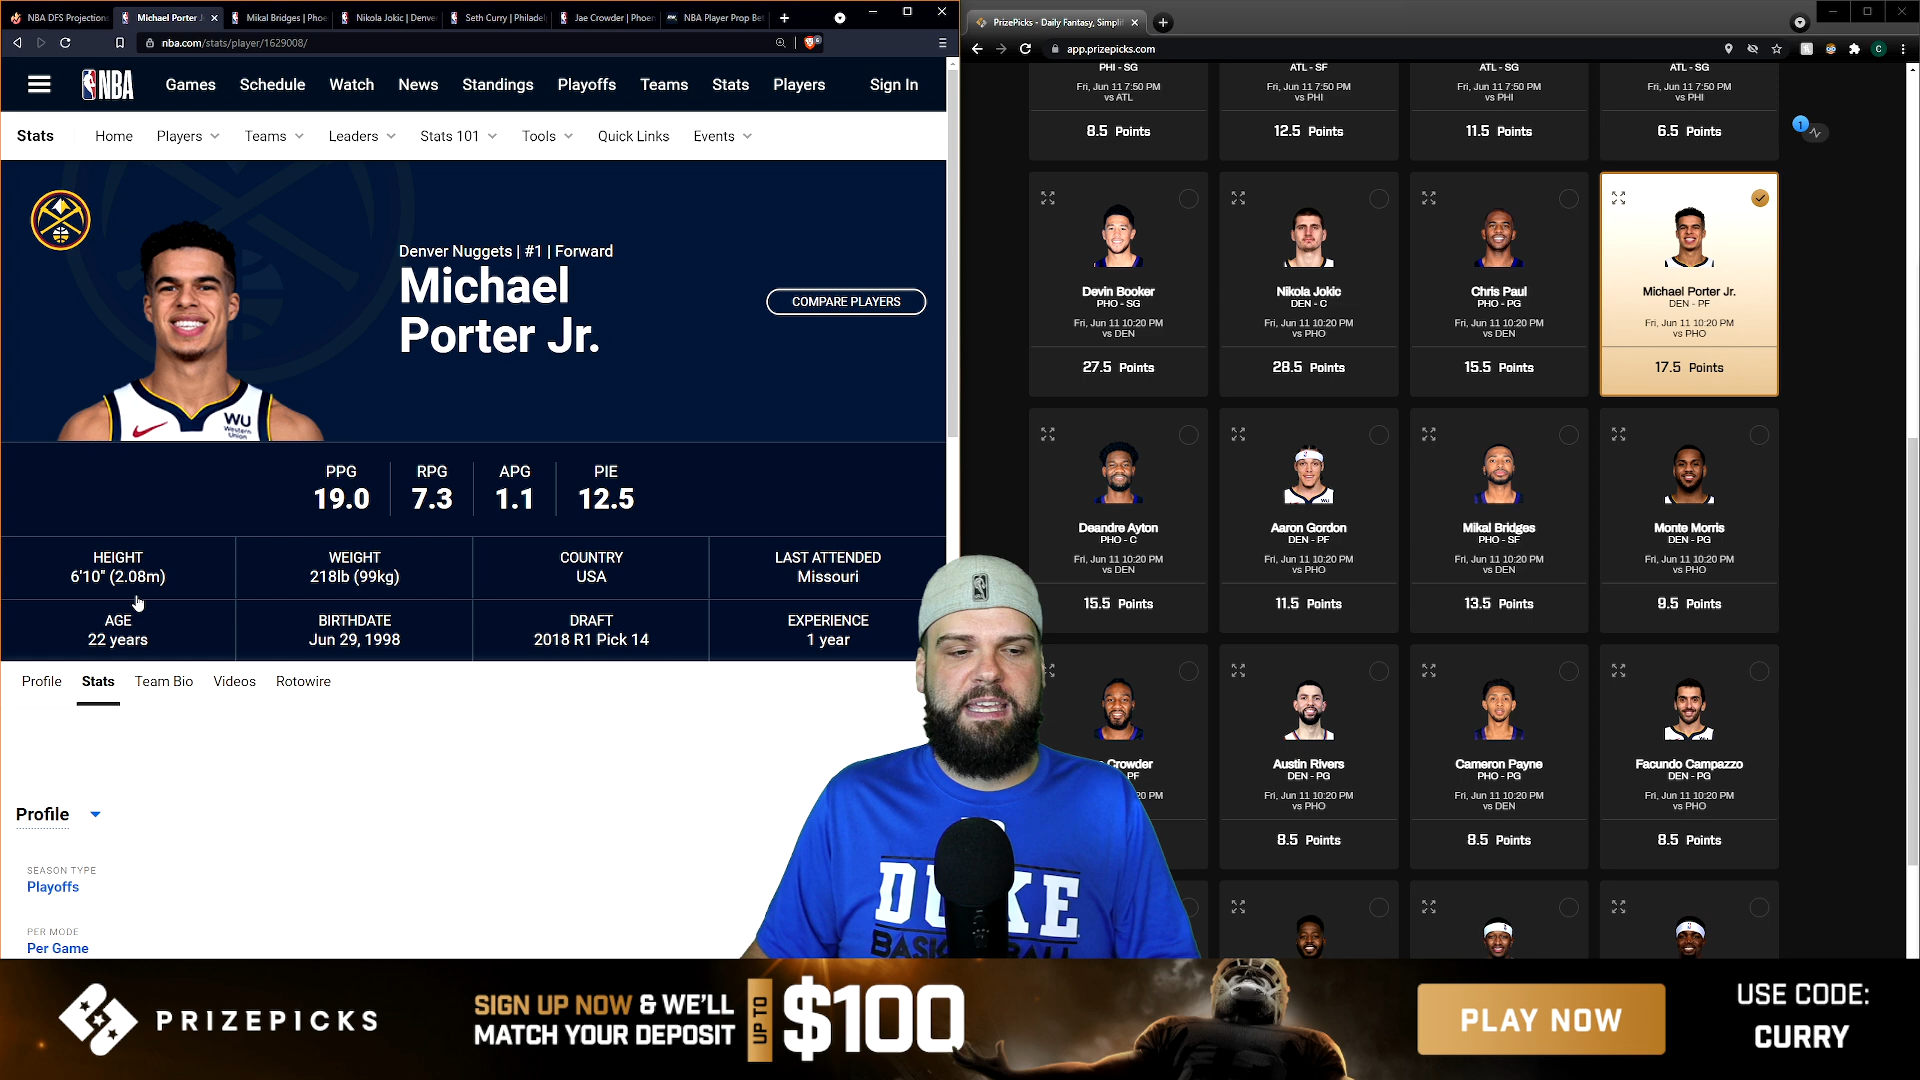 NBA DFS Projection
Michael Porter J
Mikal Bridges | Phoe
Nikola Jokic | Denve
Seth Curry | Philadel
Jae Crowder | Phoen
NBA Player Prop Bet
nba.com/stats/player/1629008/
NBA
Games
Schedule
Watch
News
Standings
Playoffs
Teams
Stats
Players
Sign In
Stats
Home
Players
Teams
Leaders
Stats 101
Tools
Quick Links
Events
Denver Nuggets | #1 | Forward
Michael
Porter Jr.
COMPARE PLAYERS
WU
Western
Union
PPG
19.0
RPG
7.3
APG
1.1
PIE
12.5
HEIGHT
6'10" (2.08m)
WEIGHT
218lb (99kg)
COUNTRY
USA
LAST ATTENDED
Missouri
AGE
22 years
BIRTHDATE
Jun 29, 1998
DRAFT
2018 R1 Pick 14
EXPERIENCE
1 year
Profile
Stats
Team Bio
Videos
Rotowire
Profile
SEASON TYPE
Playoffs
PER MODE
Per Game
PrizePicks - Daily Fantasy, Simplif
app.prizepicks.com
PHI - SG
Fri, Jun 11 7:50 PM
vs ATL
8.5 Points
ATL - SF
Fri, Jun 11 7:50 PM
vs PHI
12.5 Points
ATL - SG
Fri, Jun 11 7:50 PM
vs PHI
11.5 Points
ATL - SG
Fri, Jun 11 7:50 PM
vs PHI
6.5 Points
1
Devin Booker
PHO - SG
Fri, Jun 11 10:20 PM
vs DEN
27.5 Points
Nikola Jokic
DEN - C
Fri, Jun 11 10:20 PM
vs PHO
28.5 Points
Chris Paul
PHO - PG
Fri, Jun 11 10:20 PM
vs DEN
15.5 Points
Michael Porter Jr.
DEN - PF
Fri, Jun 11 10:20 PM
vs PHO
17.5 Points
Deandre Ayton
PHO - C
Fri, Jun 11 10:20 PM
vs DEN
15.5 Points
Aaron Gordon
DEN - PF
Fri, Jun 11 10:20 PM
vs PHO
11.5 Points
Mikal Bridges
PHO - SF
Fri, Jun 11 10:20 PM
vs DEN
13.5 Points
Monte Morris
DEN - PG
Fri, Jun 11 10:20 PM
vs PHO
9.5 Points
Crowder
PF
20 PM
Austin Rivers
DEN - PG
Fri, Jun 11 10:20 PM
vs PHO
8.5 Points
Cameron Payne
PHO - PG
Fri, Jun 11 10:20 PM
vs DEN
8.5 Points
Facundo Campazzo
DEN - PG
Fri, Jun 11 10:20 PM
vs PHO
8.5 Points
DUKE
BASKETBALL
PRIZEPICKS
SIGN UP NOW & WE'LL
MATCH YOUR DEPOSIT
UP TO
$100
PLAY NOW
USE CODE:
CURRY